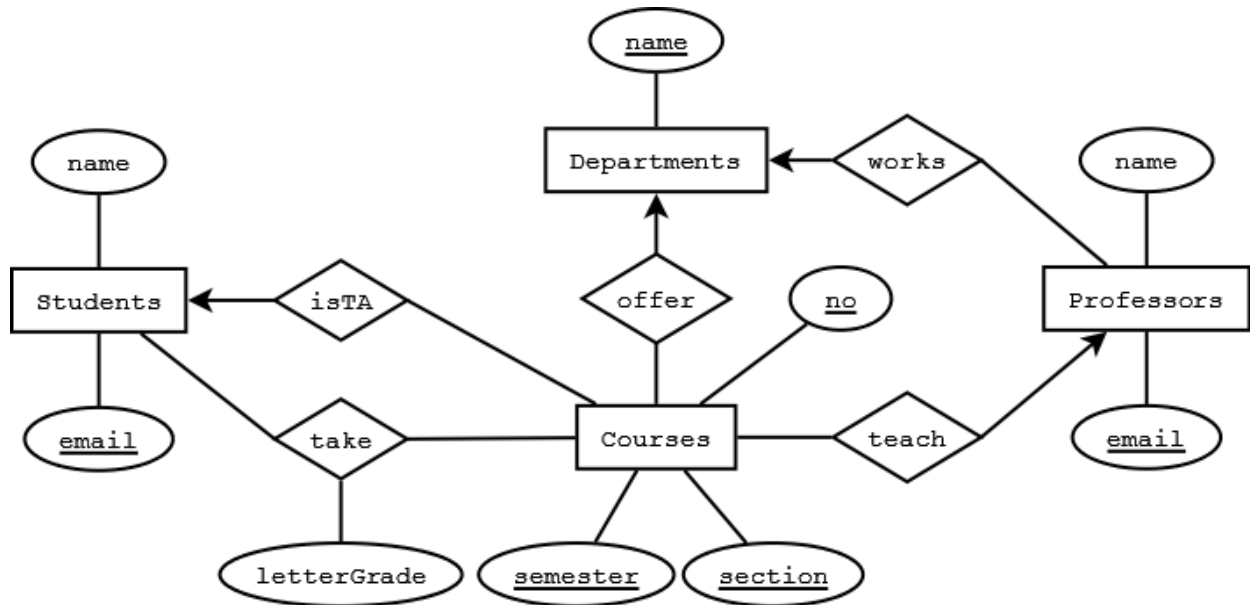 name
name
Departments
works
name
Students
isTA
offer
no
Professors
email
take
Courses
teach
email
letterGrade
semester
section